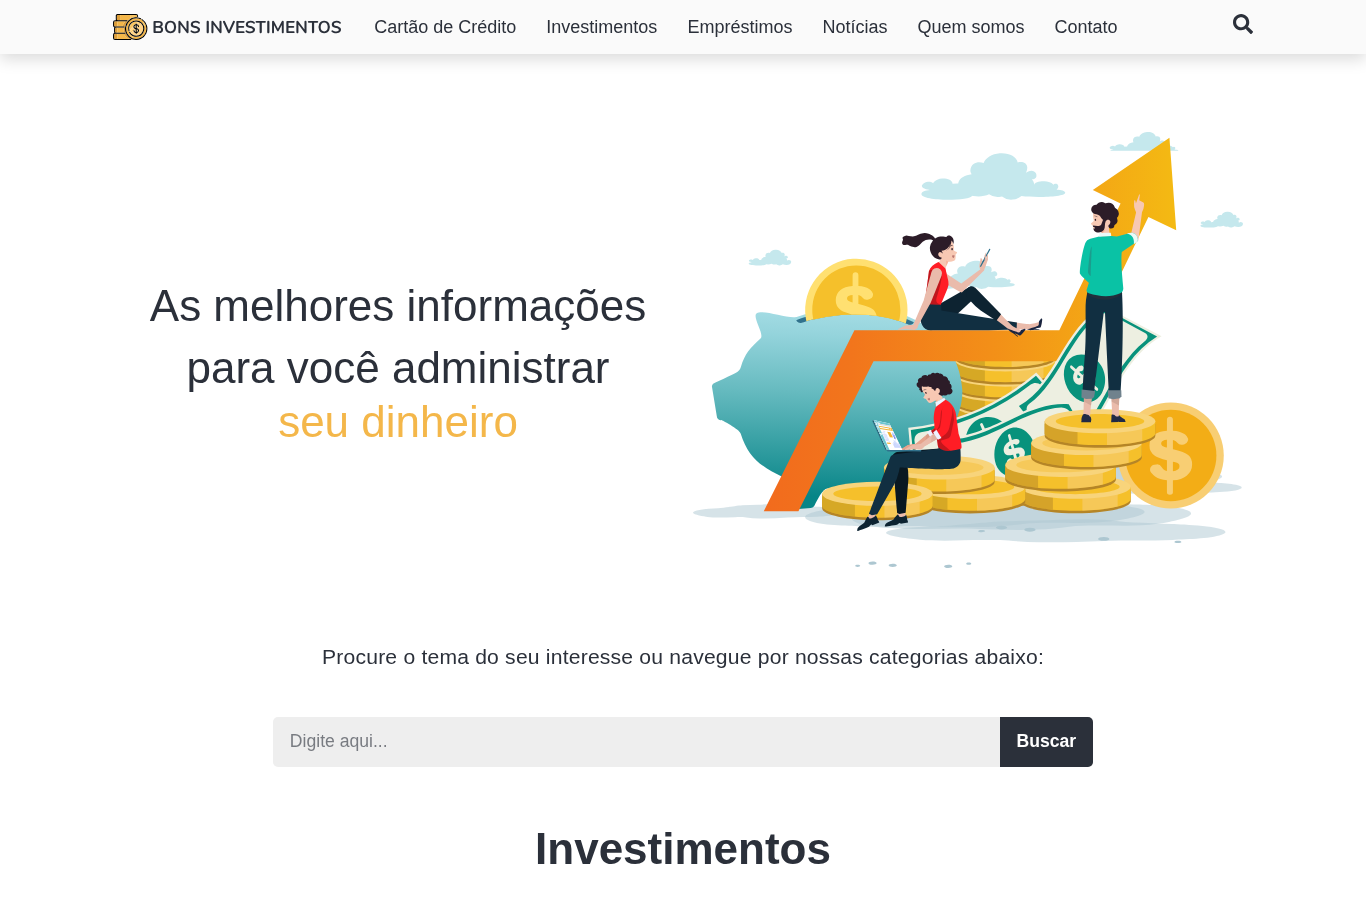 BONS INVESTIMENTOS Cartão de Crédito Investimentos Empréstimos Notícias Quem somos Contato
As melhores informações
para você administrar
seu dinheiro
Procure o tema do seu interesse ou navegue por nossas categorias abaixo:
Digite aqui... Buscar
Investimentos